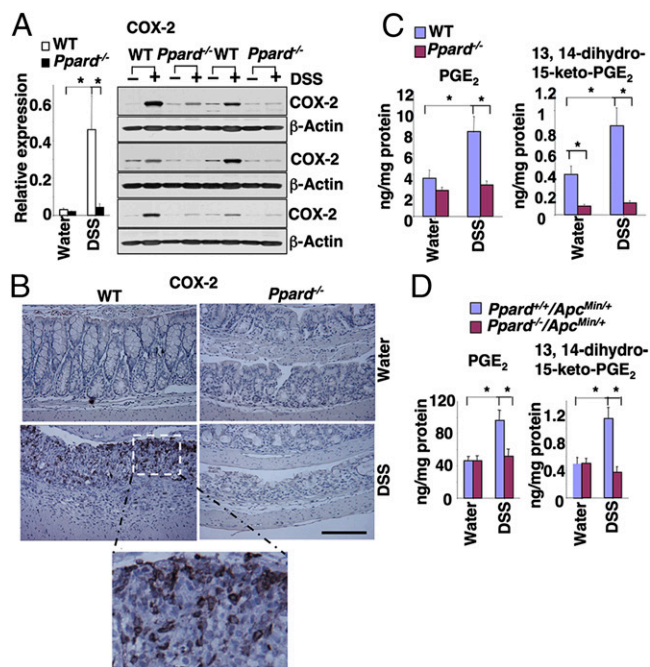 A
WT
Ppard-/-
Relative expression
0.6
0.4
0.2
0
Water
DSS
* *
COX-2
WT Ppard-/- WT Ppard-/-
− + − + − + − + DSS
COX-2
β-Actin
COX-2
β-Actin
COX-2
β-Actin
B
COX-2
WT Ppard-/-
Water
DSS
C
WT
Ppard-/-
PGE2
ng/mg protein
12
10
8
6
4
2
0
* *
Water
DSS
13, 14-dihydro-
15-keto-PGE2
ng/mg protein
1.2
1
0.8
0.6
0.4
0.2
0
* *
*
Water
DSS
D
Ppard+/+/ApcMin/+
Ppard-/-/ApcMin/+
PGE2
ng/mg protein
120
80
40
0
* *
Water
DSS
13, 14-dihydro-
15-keto-PGE2
ng/mg protein
1.2
0.8
0.4
0
* *
Water
DSS